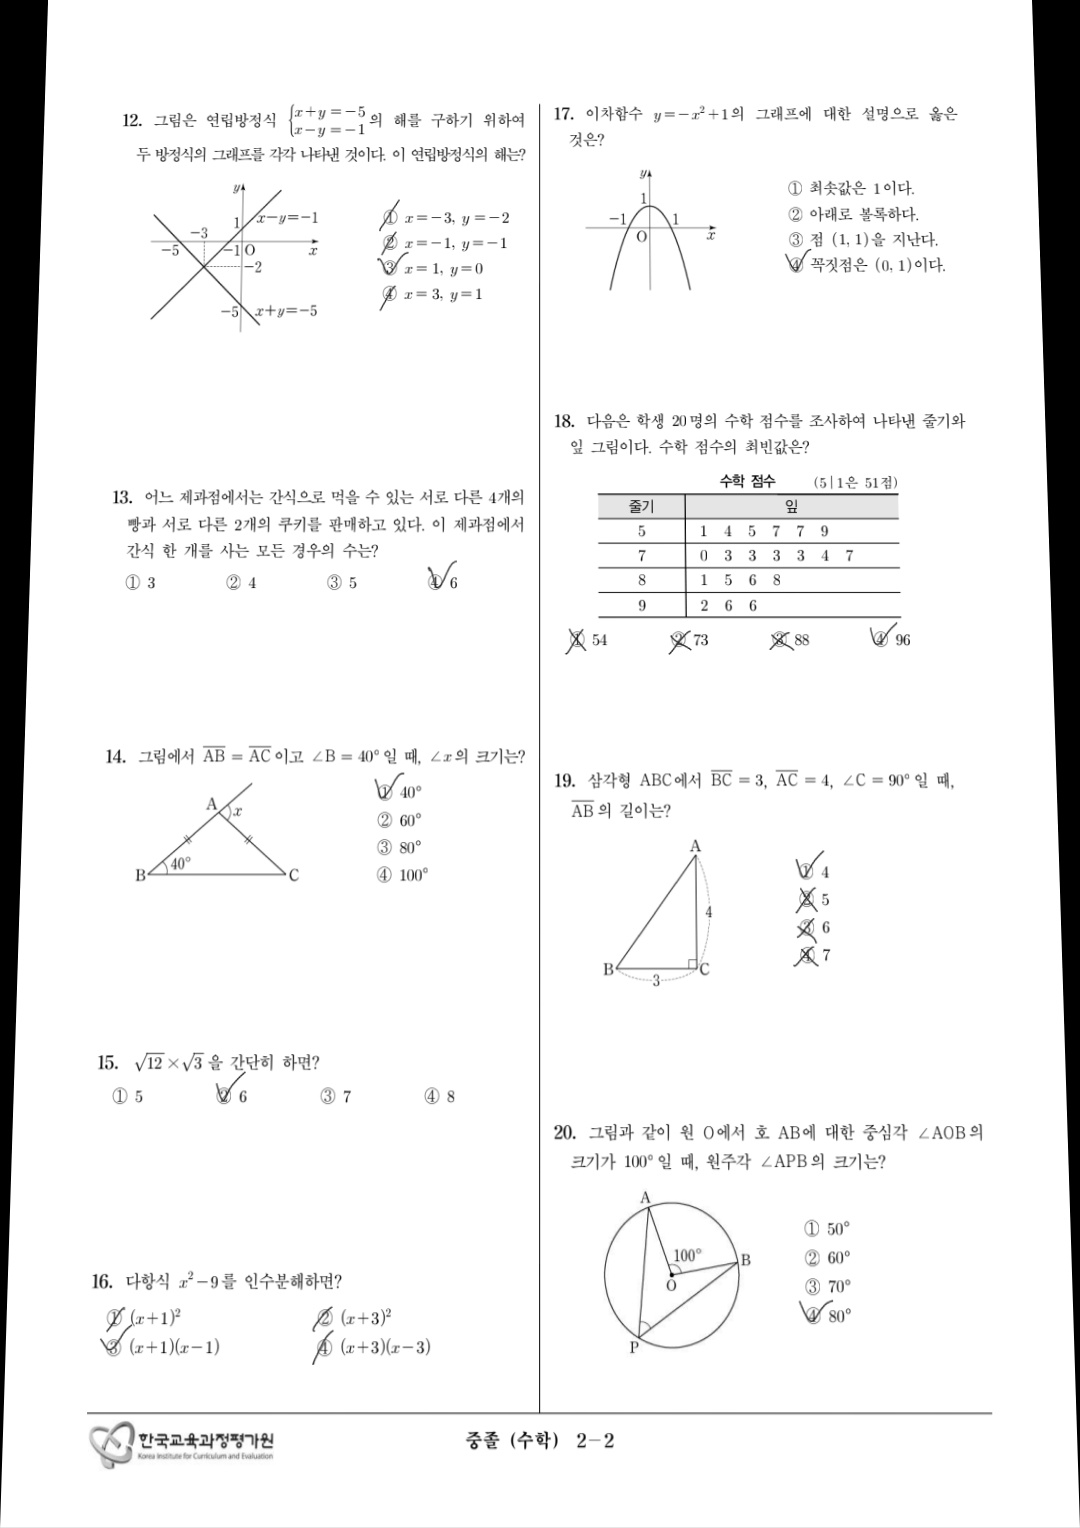 12. 그림은 연립방정식 {x+y=-5 x-y=-1 의 해를 구하기 위하여
두 방정식의 그래프를 각각 나타낸 것이다. 이 연립방정식의 해는?
y
1
x-y=-1
-3
-5
-1
O
x
-2
-5
x+y=-5
① x=-3, y=-2
② x=-1, y=-1
③ x=1, y=0
④ x=3, y=1
13. 어느 제과점에서는 간식으로 먹을 수 있는 서로 다른 4개의
빵과 서로 다른 2개의 쿠키를 판매하고 있다. 이 제과점에서
간식 한 개를 사는 모든 경우의 수는?
① 3 ② 4 ③ 5 ④ 6
14. 그림에서 AB = AC 이고 ∠B = 40° 일 때, ∠x의 크기는?
A
x
40°
B
C
① 40°
② 60°
③ 80°
④ 100°
15. √12 × √3 을 간단히 하면?
① 5 ② 6 ③ 7 ④ 8
16. 다항식 x²-9를 인수분해하면?
① (x+1)² ② (x+3)²
③ (x+1)(x-1) ④ (x+3)(x-3)
17. 이차함수 y=-x²+1의 그래프에 대한 설명으로 옳은
것은?
y
1
-1
1
O
x
① 최솟값은 1이다.
② 아래로 볼록하다.
③ 점 (1, 1)을 지난다.
④ 꼭짓점은 (0, 1)이다.
18. 다음은 학생 20명의 수학 점수를 조사하여 나타낸 줄기와
잎 그림이다. 수학 점수의 최빈값은?
수학 점수 (5|1은 51점)
줄기 잎
5 1 4 5 7 7 9
7 0 3 3 3 3 4 7
8 1 5 6 8
9 2 6 6
① 54 ② 73 ③ 88 ④ 96
19. 삼각형 ABC에서 BC = 3, AC = 4, ∠C = 90° 일 때,
AB의 길이는?
A
4
B
C
3
① 4
② 5
③ 6
④ 7
20. 그림과 같이 원 O에서 호 AB에 대한 중심각 ∠AOB의
크기가 100° 일 때, 원주각 ∠APB의 크기는?
A
100°
B
O
P
① 50°
② 60°
③ 70°
④ 80°
한국교육과정평가원
Korea Institute for Curriculum and Evaluation
중졸 (수학) 2-2